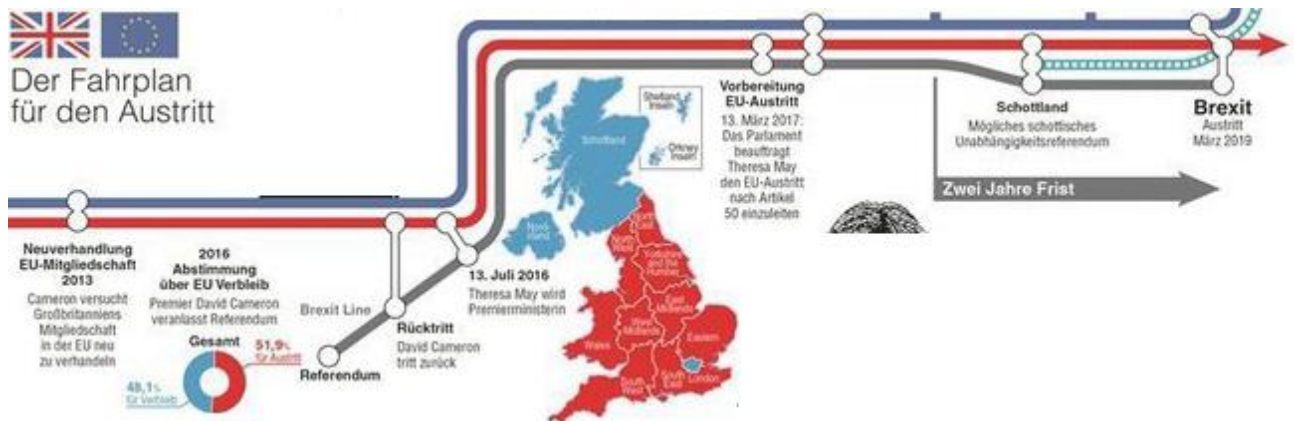 Der Fahrplan
für den Austritt
Neuverhandlung
EU-Mitgliedschaft
2013
Cameron versucht
Großbritanniens
Mitgliedschaft
in der EU neu
zu verhandeln
2016
Abstimmung
über EU Verbleib
Premier David Cameron
veranlasst Referendum
Gesamt
51,9%
für Austritt
48,1%
für Verbleib
Brexit Line
Referendum
Rücktritt
David Cameron
tritt zurück
13. Juli 2016
Theresa May wird
Premierministerin
Schottland
Shetland
Inseln
Orkney
Inseln
Nord-
irland
North
East
North
West
Yorkshire
and the
Humber
East
Midlands
West
Midlands
Wales
Eastern
South
West
South
East
London
Vorbereitung
EU-Austritt
13. März 2017:
Das Parlament
beauftragt
Theresa May
den EU-Austritt
nach Artikel
50 einzuleiten
Schottland
Mögliches schottisches
Unabhängigkeitsreferendum
Brexit
Austritt
März 2019
Zwei Jahre Frist